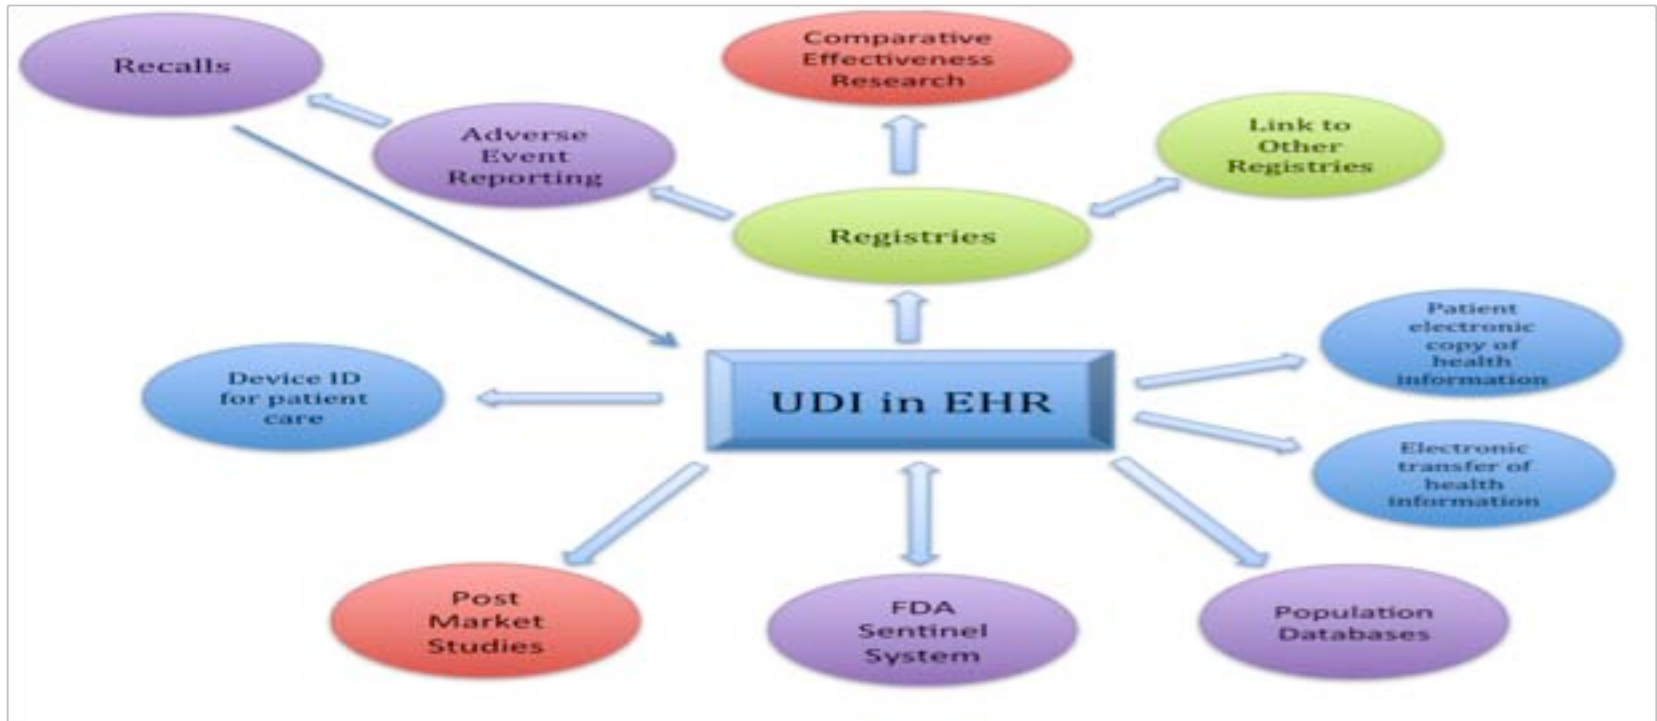 Recalls
Comparative
Effectiveness
Research
Adverse
Event
Reporting
Link to
Other
Registries
Registries
Patient
electronic
copy of
health
information
Device ID
for patient
care
UDI in EHR
Electronic
transfer of
health
information
Post
Market
Studies
FDA
Sentinel
System
Population
Databases